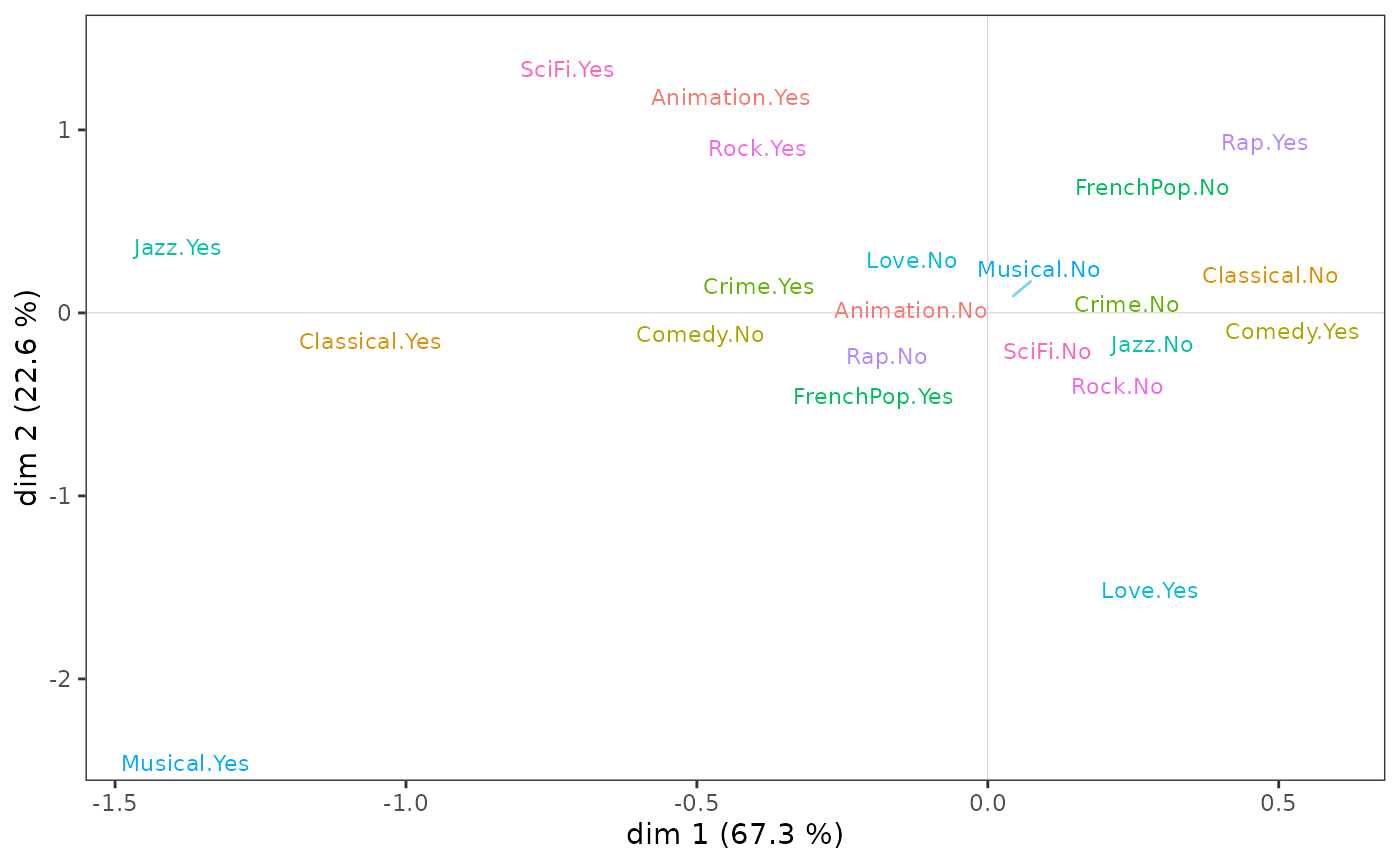 SciFi.Yes
Animation.Yes
1
Rap.Yes
Rock.Yes
FrenchPop.No
Jazz.Yes
Love.No
Musical.No
Classical.No
Crime.Yes
Crime.No
0
Animation.No
Comedy.Yes
Comedy.No
Classical.Yes
Jazz.No
SciFi.No
Rap.No
Rock.No
FrenchPop.Yes
dim 2 (22.6 %)
-1
Love.Yes
-2
Musical.Yes
-1.5 -1.0 -0.5 0.0 0.5
dim 1 (67.3 %)